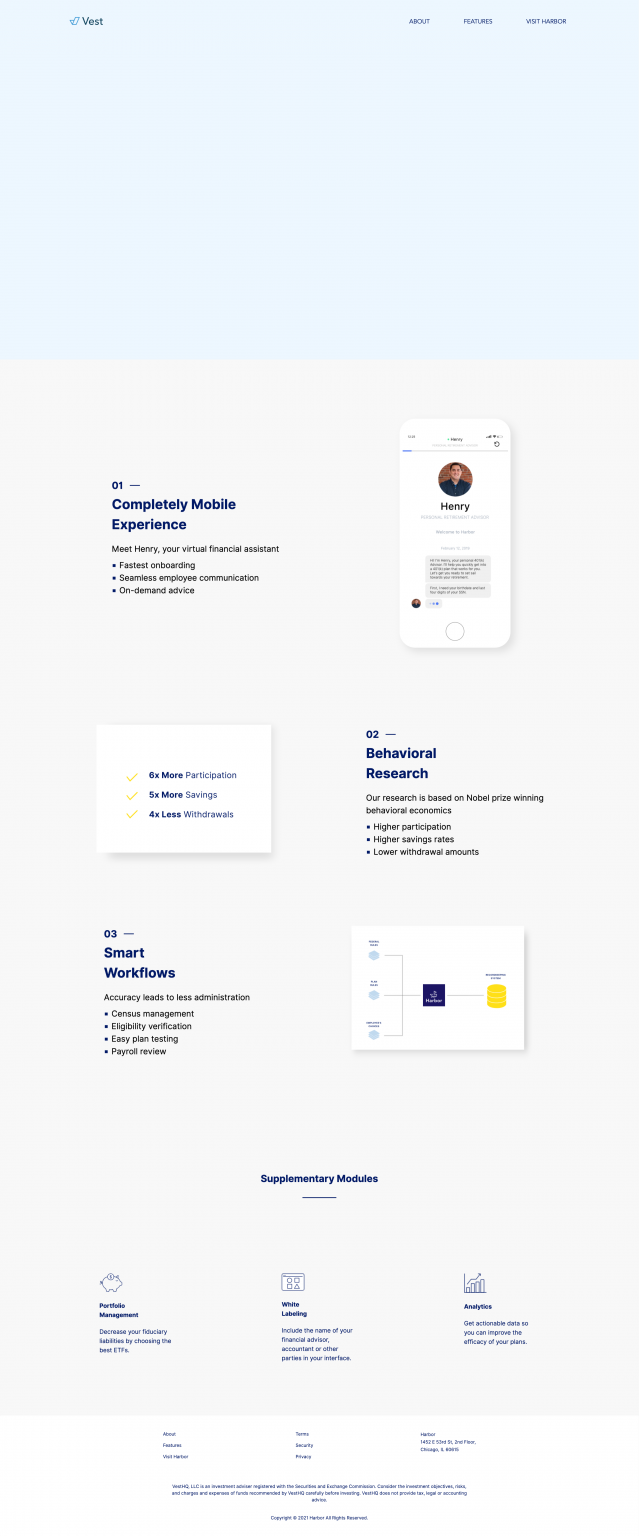 Vest
ABOUT FEATURES VISIT HARBOR
Henry
Henry
PERSONAL RETIREMENT ADVISOR
Welcome to Harbor
February 12, 2019
01 —
Completely Mobile
Experience
Meet Henry, your virtual financial assistant
Fastest onboarding
Seamless employee communication
On-demand advice
6x More Participation
5x More Savings
4x Less Withdrawals
02 —
Behavioral
Research
Our research is based on Nobel prize winning
behavioral economics
Higher participation
Higher savings rates
Lower withdrawal amounts
03 —
Smart
Workflows
Accuracy leads to less administration
Census management
Eligibility verification
Easy plan testing
Payroll review
Harbor
Supplementary Modules
Portfolio
Management
Decrease your fiduciary
liabilities by choosing the
best ETFs.
White
Labeling
Include the name of your
financial advisor,
accountant or other
parties in your interface.
Analytics
Get actionable data so
you can improve the
efficacy of your plans.
About
Features
Visit Harbor
Terms
Security
Privacy
Harbor
1452 E 53rd St, 2nd Floor,
Chicago, IL 60615
VestHQ, LLC is an investment adviser registered with the Securities and Exchange Commission. Consider the investment objectives, risks,
and charges and expenses of funds recommended by VestHQ carefully before investing. VestHQ does not provide tax, legal or accounting
advice.
Copyright © 2021 Harbor All Rights Reserved.